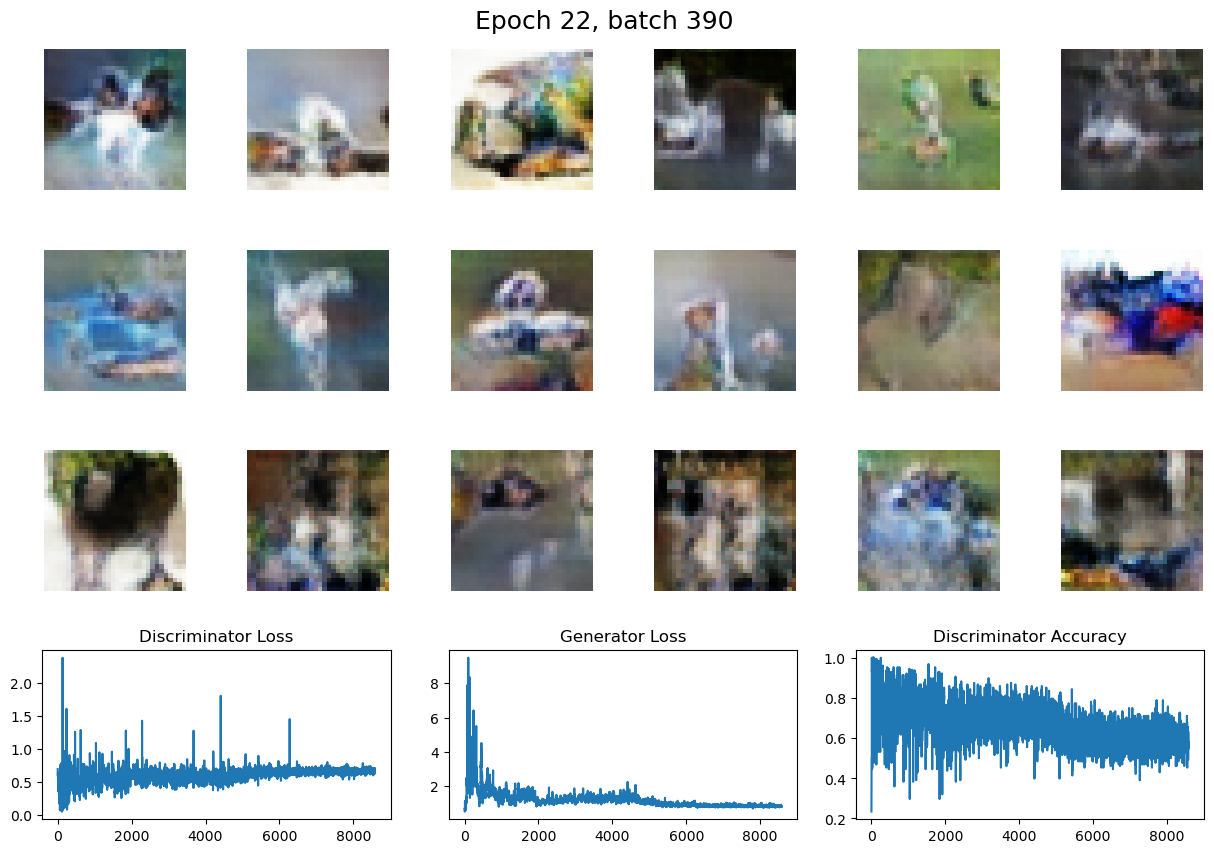 Epoch 22, batch 390
Discriminator Loss
Generator Loss
Discriminator Accuracy
2.0
1.5
1.0
0.5
0.0
0 2000 4000 6000 8000
8
6
4
2
0 2000 4000 6000 8000
1.0
0.8
0.6
0.4
0.2
0 2000 4000 6000 8000